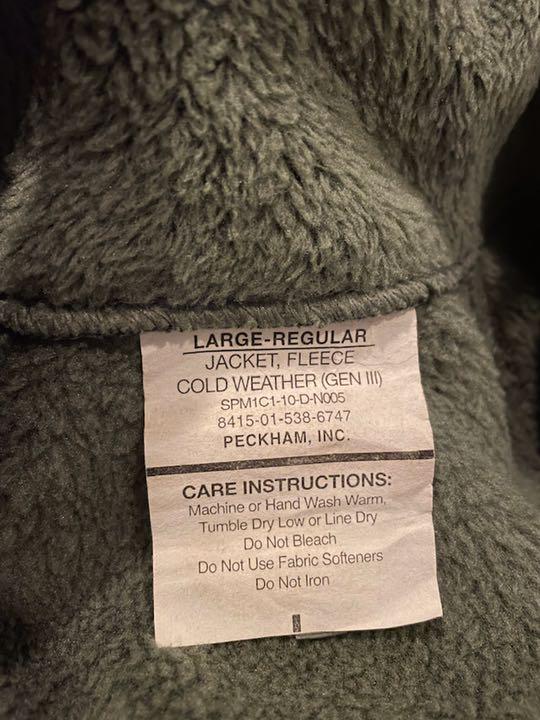 LARGE-REGULAR
JACKET, FLEECE
COLD WEATHER (GEN III)
SPM1C1-10-D-N005
8415-01-538-6747
PECKHAM, INC.
CARE INSTRUCTIONS:
Machine or Hand Wash Warm,
Tumble Dry Low or Line Dry
Do Not Bleach
Do Not Use Fabric Softeners
Do Not Iron